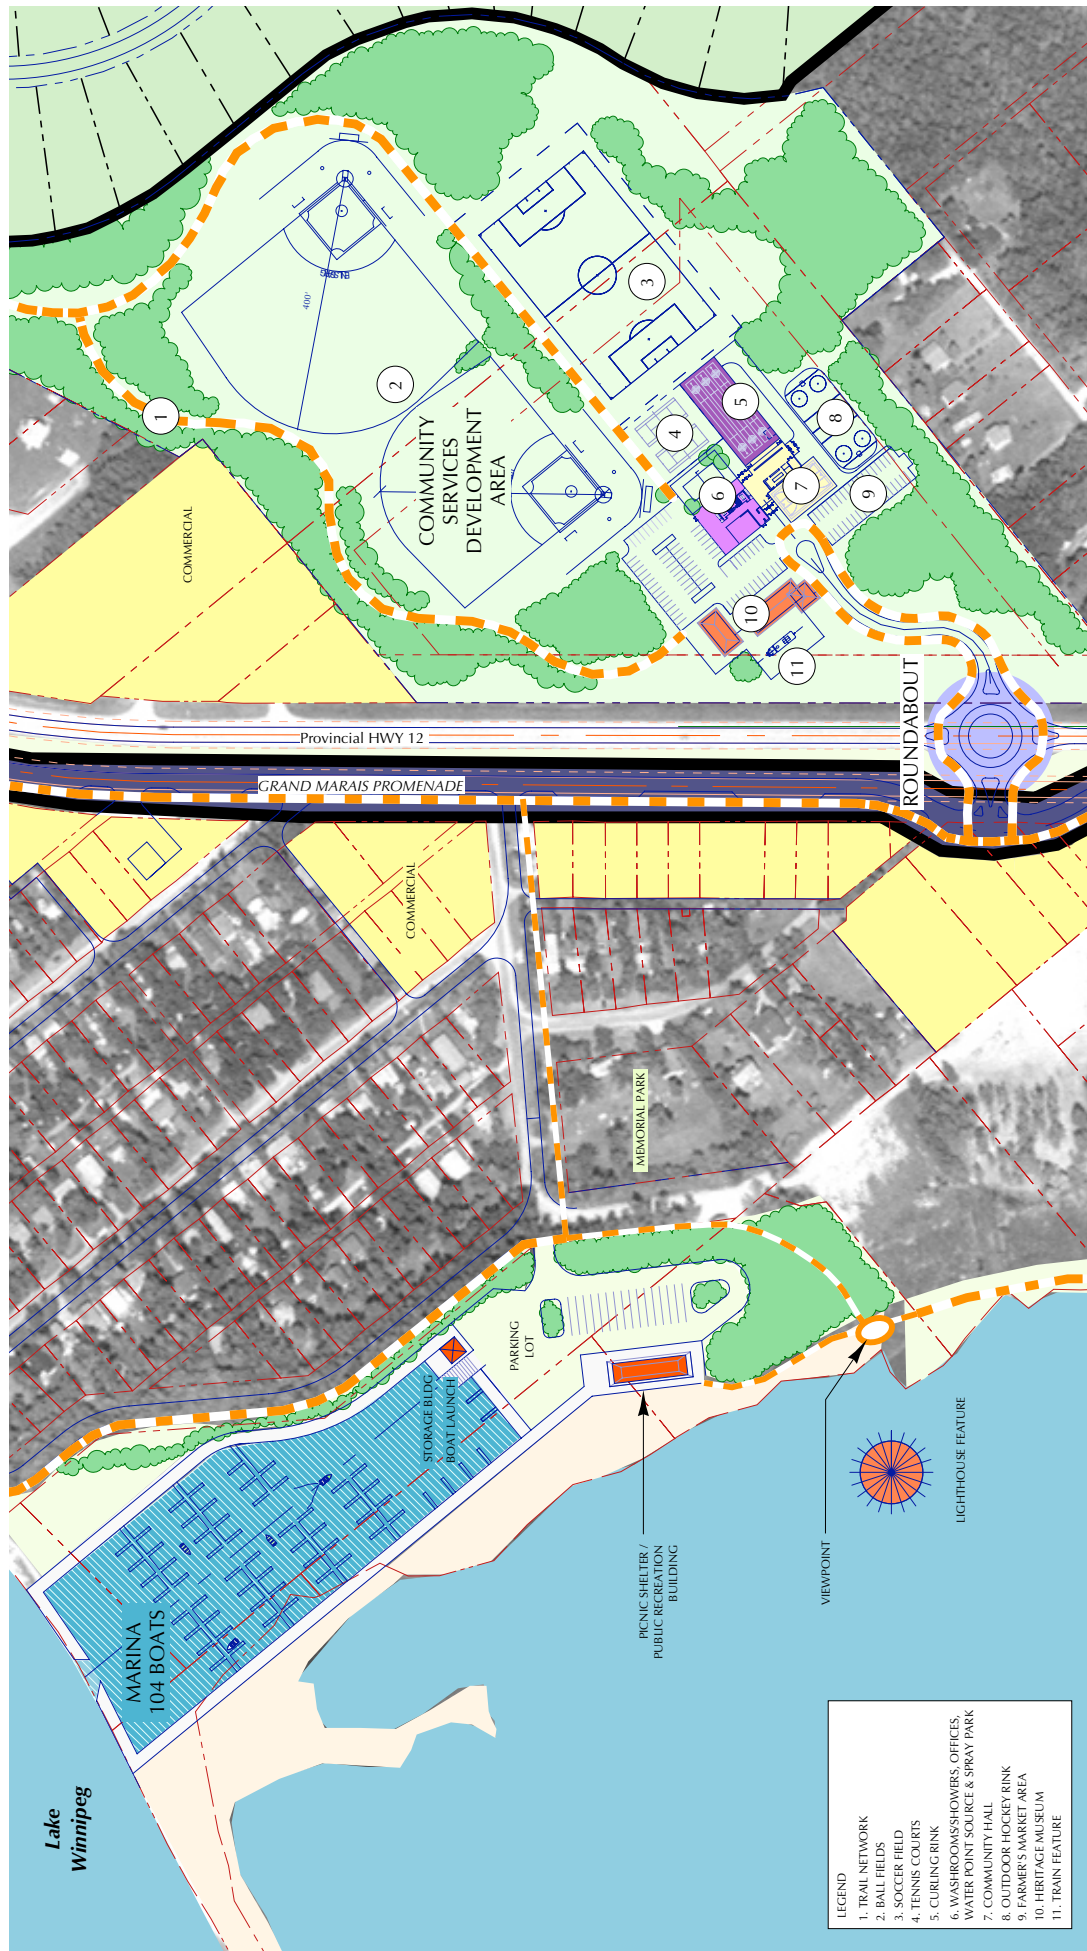 COMMERCIAL
400'
1
2
3
4
5
6
7
8
9
10
11
COMMUNITY
SERVICES
DEVELOPMENT
AREA
Provincial HWY 12
GRAND MARAIS PROMENADE
ROUNDABOUT
COMMERCIAL
MEMORIAL PARK
PARKING
LOT
STORAGE BLDG
BOAT LAUNCH
MARINA
104 BOATS
PICNIC SHELTER /
PUBLIC RECREATION
BUILDING
VIEWPOINT
LIGHTHOUSE FEATURE
Lake
Winnipeg
LEGEND
1. TRAIL NETWORK
2. BALL FIELDS
3. SOCCER FIELD
4. TENNIS COURTS
5. CURLING RINK
6. WASHROOMS/SHOWERS, OFFICES,
WATER POINT SOURCE & SPRAY PARK
7. COMMUNITY HALL
8. OUTDOOR HOCKEY RINK
9. FARMER'S MARKET AREA
10. HERITAGE MUSEUM
11. TRAIN FEATURE